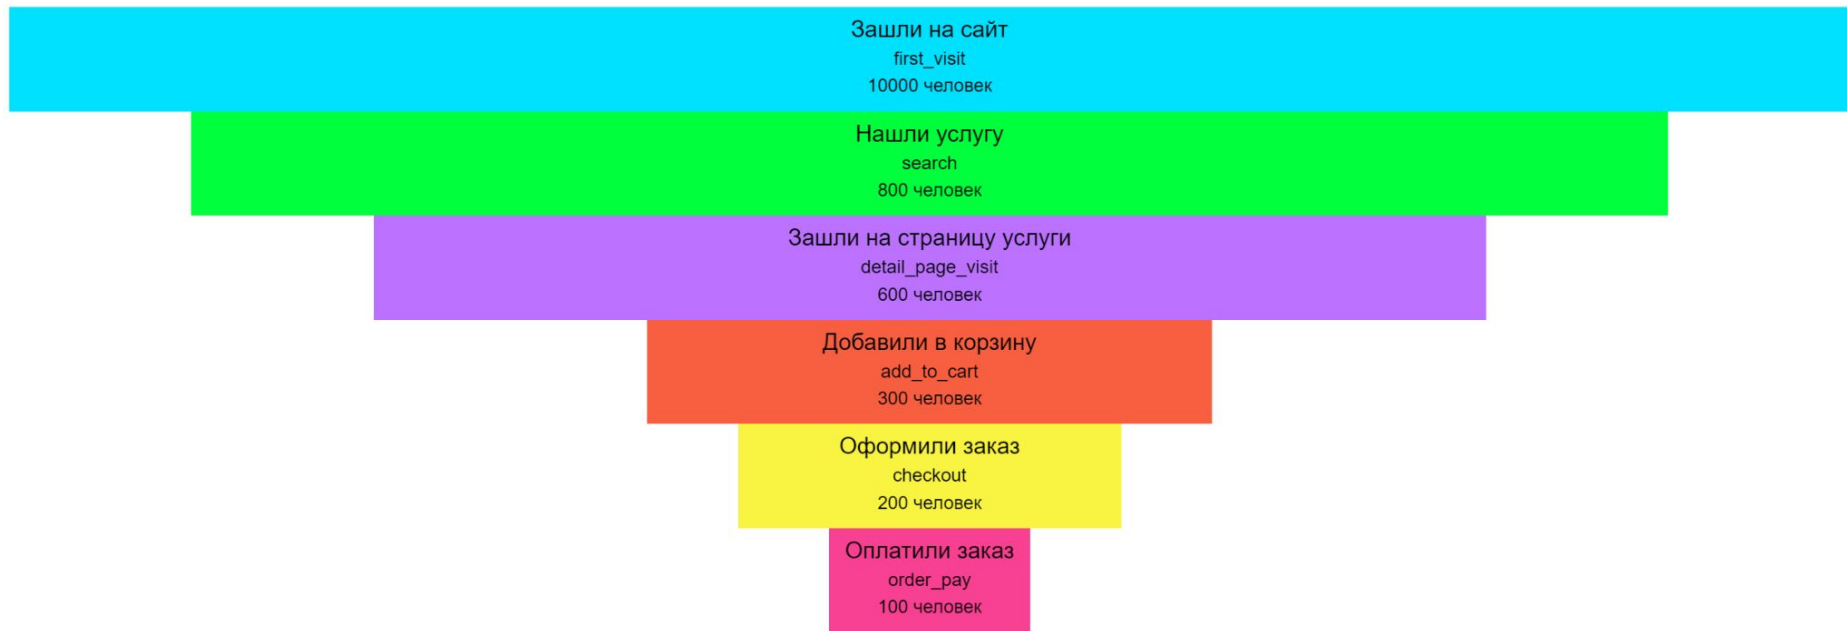 Зашли на сайт
first_visit
10000 человек
Нашли услугу
search
800 человек
Зашли на страницу услуги
detail_page_visit
600 человек
Добавили в корзину
add_to_cart
300 человек
Оформили заказ
checkout
200 человек
Оплатили заказ
order_pay
100 человек